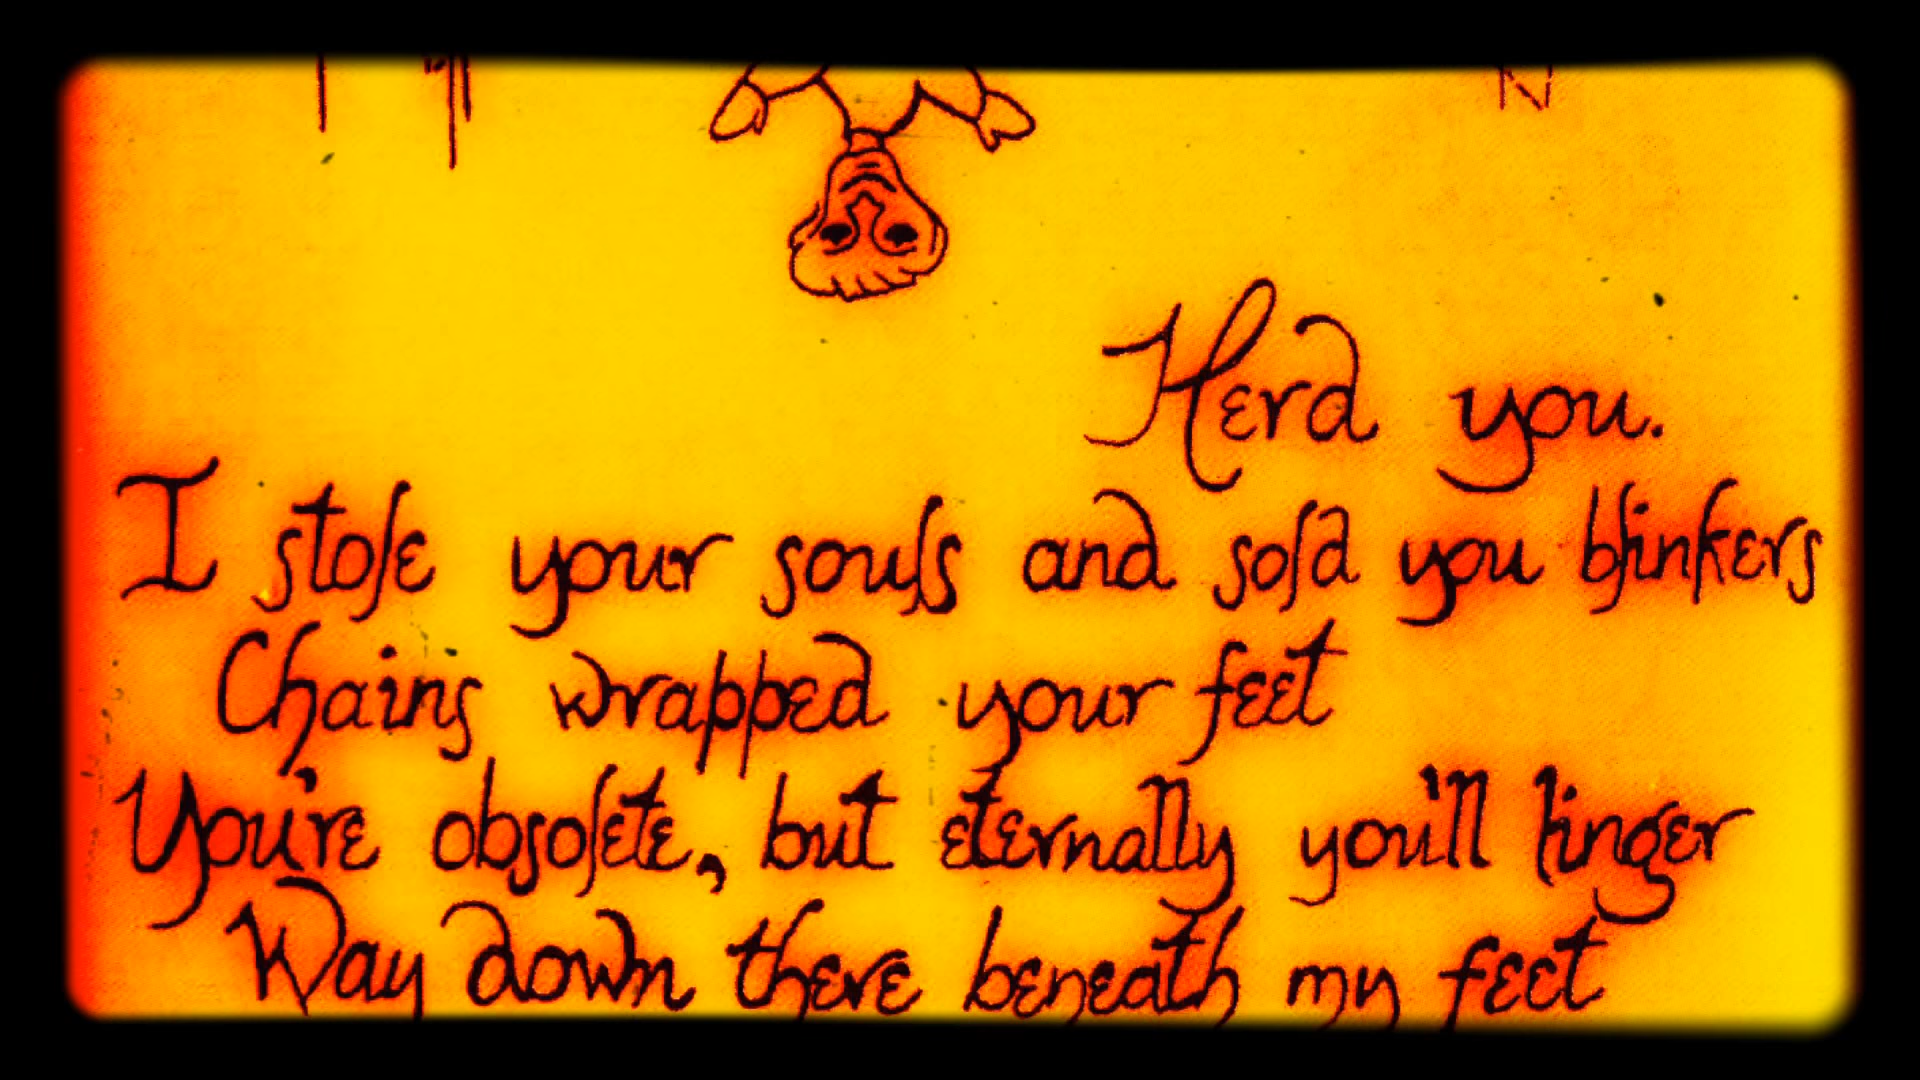 N
Herd you.
I stole your souls and sold you blinkers
Chains wrapped your feet
You're obsolete, but eternally you'll linger
Way down there beneath my feet